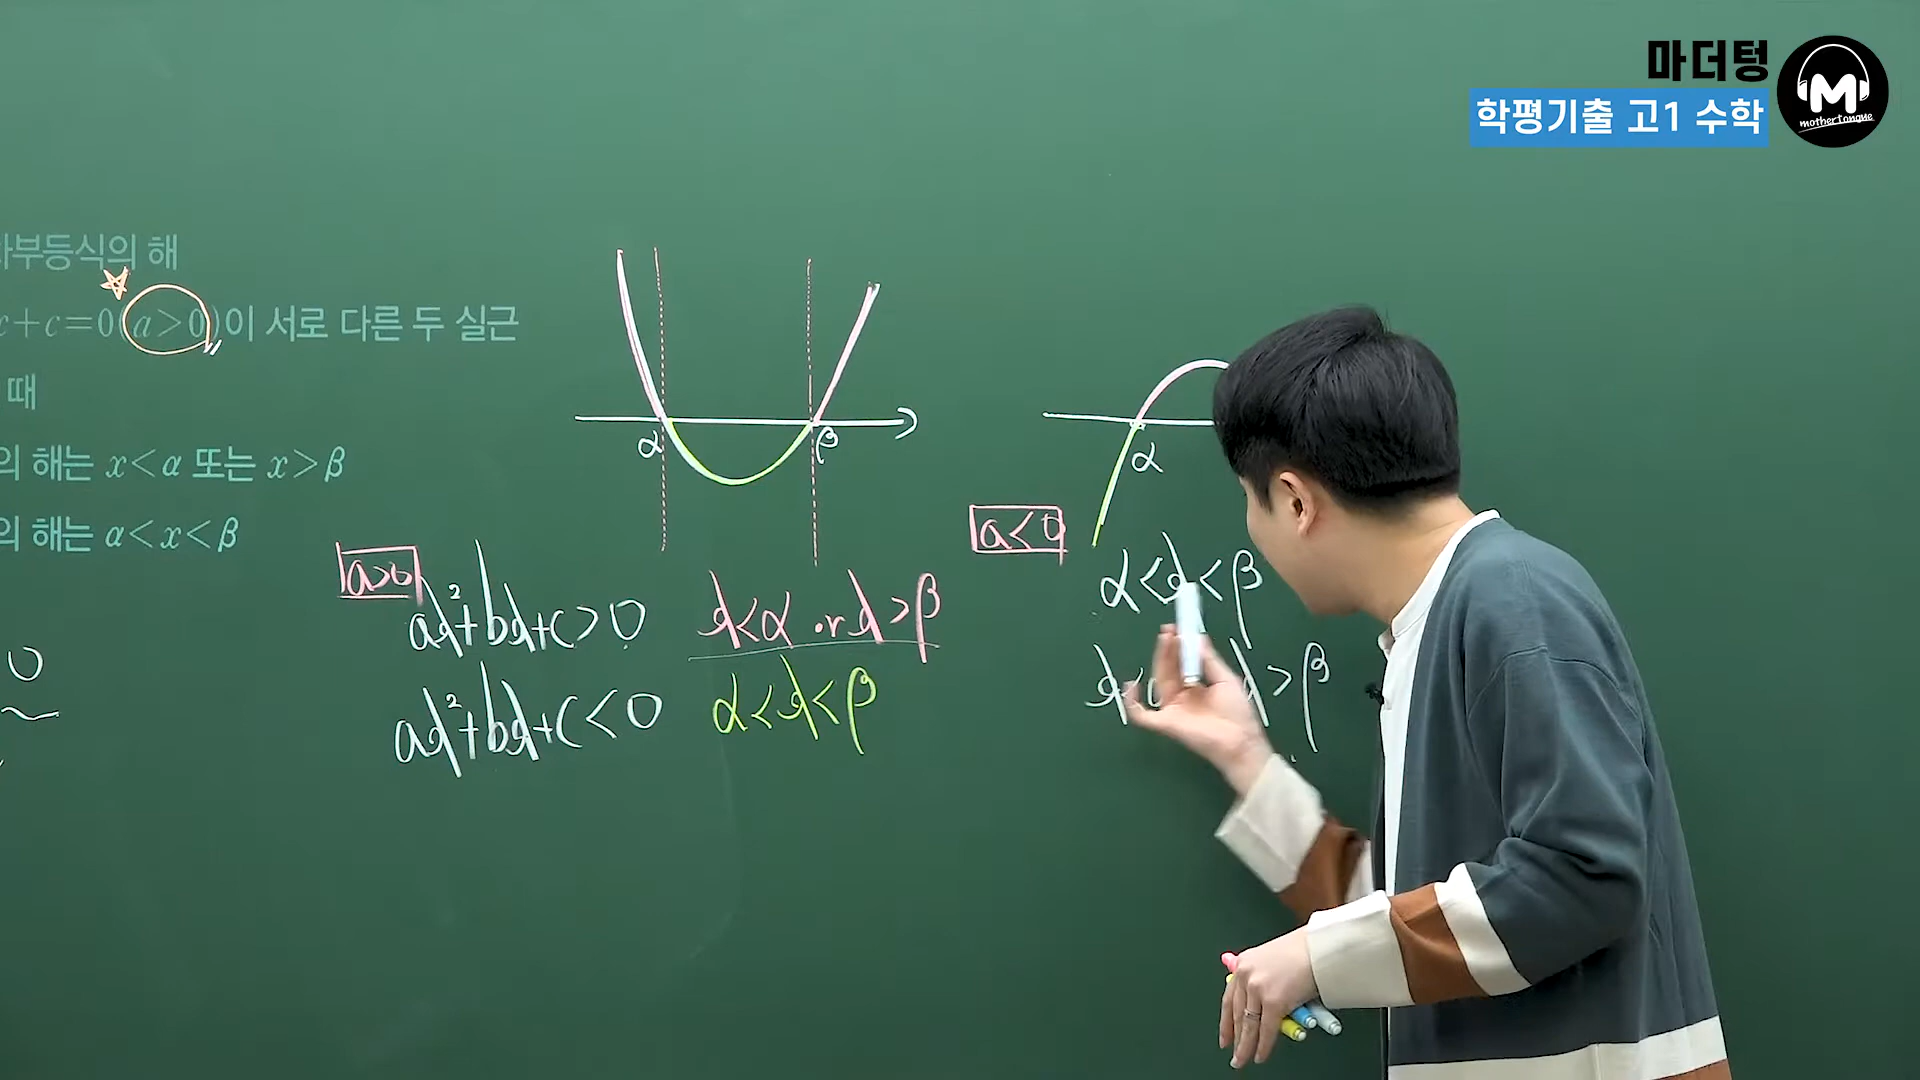 마더텅
학평기출 고1 수학
M
mothertongue
차부등식의 해
x+c=0(a>0)이 서로 다른 두 실근
때
의 해는 x<α 또는 x>β
의 해는 α<x<β
α
β
α
a>0
ax²+bx+c>0
x<α or x>β
ax²+bx+c<0
α<x<β
a<0
α<x<β
x< x>β
0